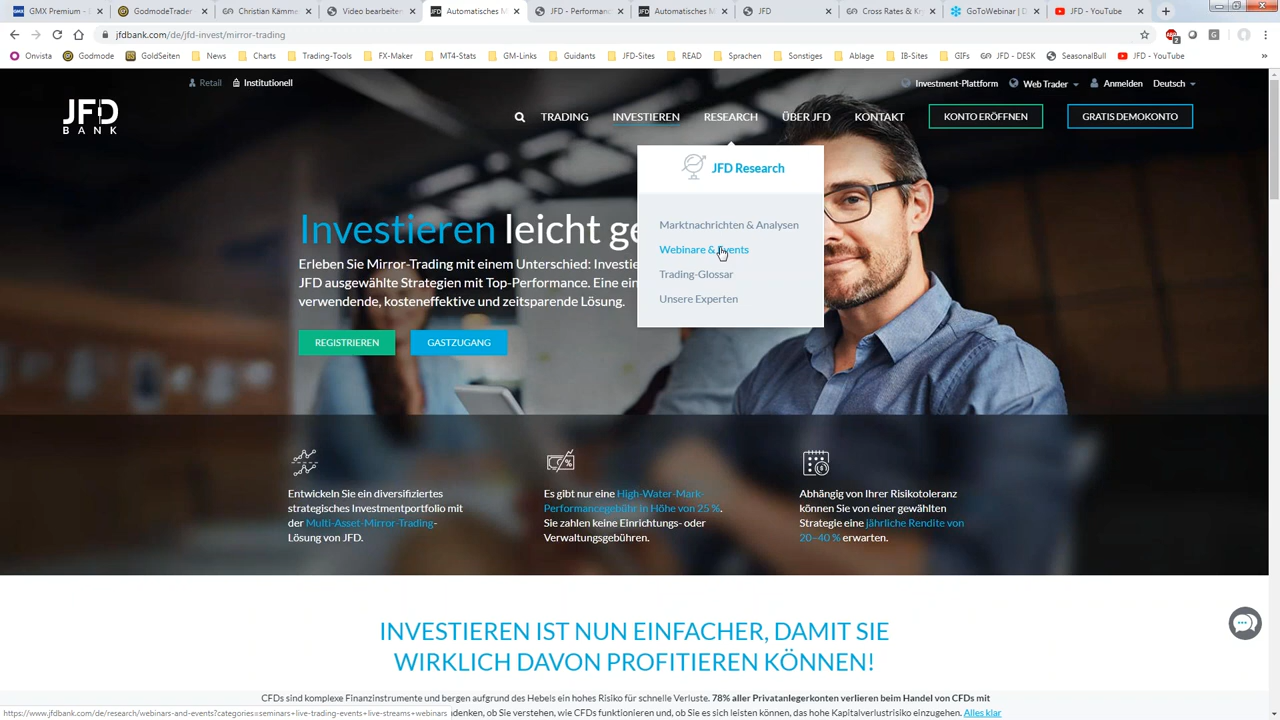 GMX Premium -
GodmodeTrader
Christian Kämme
Video bearbeiten
Automatisches M
JFD - Performan
Automatisches M
JFD
Cross Rates & Kr
GoToWebinar | D
JFD - YouTube
jfdbank.com/de/jfd-invest/mirror-trading
Onvista
Godmode
GoldSeiten
News
Charts
Trading-Tools
FX-Maker
MT4-Stats
GM-Links
Guidants
JFD-Sites
READ
Sprachen
Sonstiges
Ablage
IB-Sites
GIFs
JFD - DESK
SeasonalBull
JFD - YouTube
Retail
Institutionell
Investment-Plattform
Web Trader
Anmelden
Deutsch
JFD
BANK
TRADING
INVESTIEREN
RESEARCH
ÜBER JFD
KONTAKT
KONTO ERÖFFNEN
GRATIS DEMOKONTO
JFD Research
Marktnachrichten & Analysen
Webinare & Events
Trading-Glossar
Unsere Experten
Investieren leicht ge
Erleben Sie Mirror-Trading mit einem Unterschied: Investie
JFD ausgewählte Strategien mit Top-Performance. Eine ein
verwendende, kosteneffektive und zeitsparende Lösung.
REGISTRIEREN
GASTZUGANG
Entwickeln Sie ein diversifiziertes
strategisches Investmentportfolio mit
der Multi-Asset-Mirror-Trading-
Lösung von JFD.
Es gibt nur eine High-Water-Mark-
Performancegebühr in Höhe von 25 %.
Sie zahlen keine Einrichtungs- oder
Verwaltungsgebühren.
Abhängig von Ihrer Risikotoleranz
können Sie von einer gewählten
Strategie eine jährliche Rendite von
20–40 % erwarten.
INVESTIEREN IST NUN EINFACHER, DAMIT SIE
WIRKLICH DAVON PROFITIEREN KÖNNEN!
CFDs sind komplexe Finanzinstrumente und bergen aufgrund des Hebels ein hohes Risiko für schnelle Verluste. 78% aller Privatanlegerkonten verlieren beim Handel von CFDs mit
https://www.jfdbank.com/de/research/webinars-and-events?categories=seminars+live-trading-events+live-streams+webinars
idenken, ob Sie verstehen, wie CFDs funktionieren und, ob Sie es sich leisten können, das hohe Kapitalverlustrisiko einzugehen. Alles klar